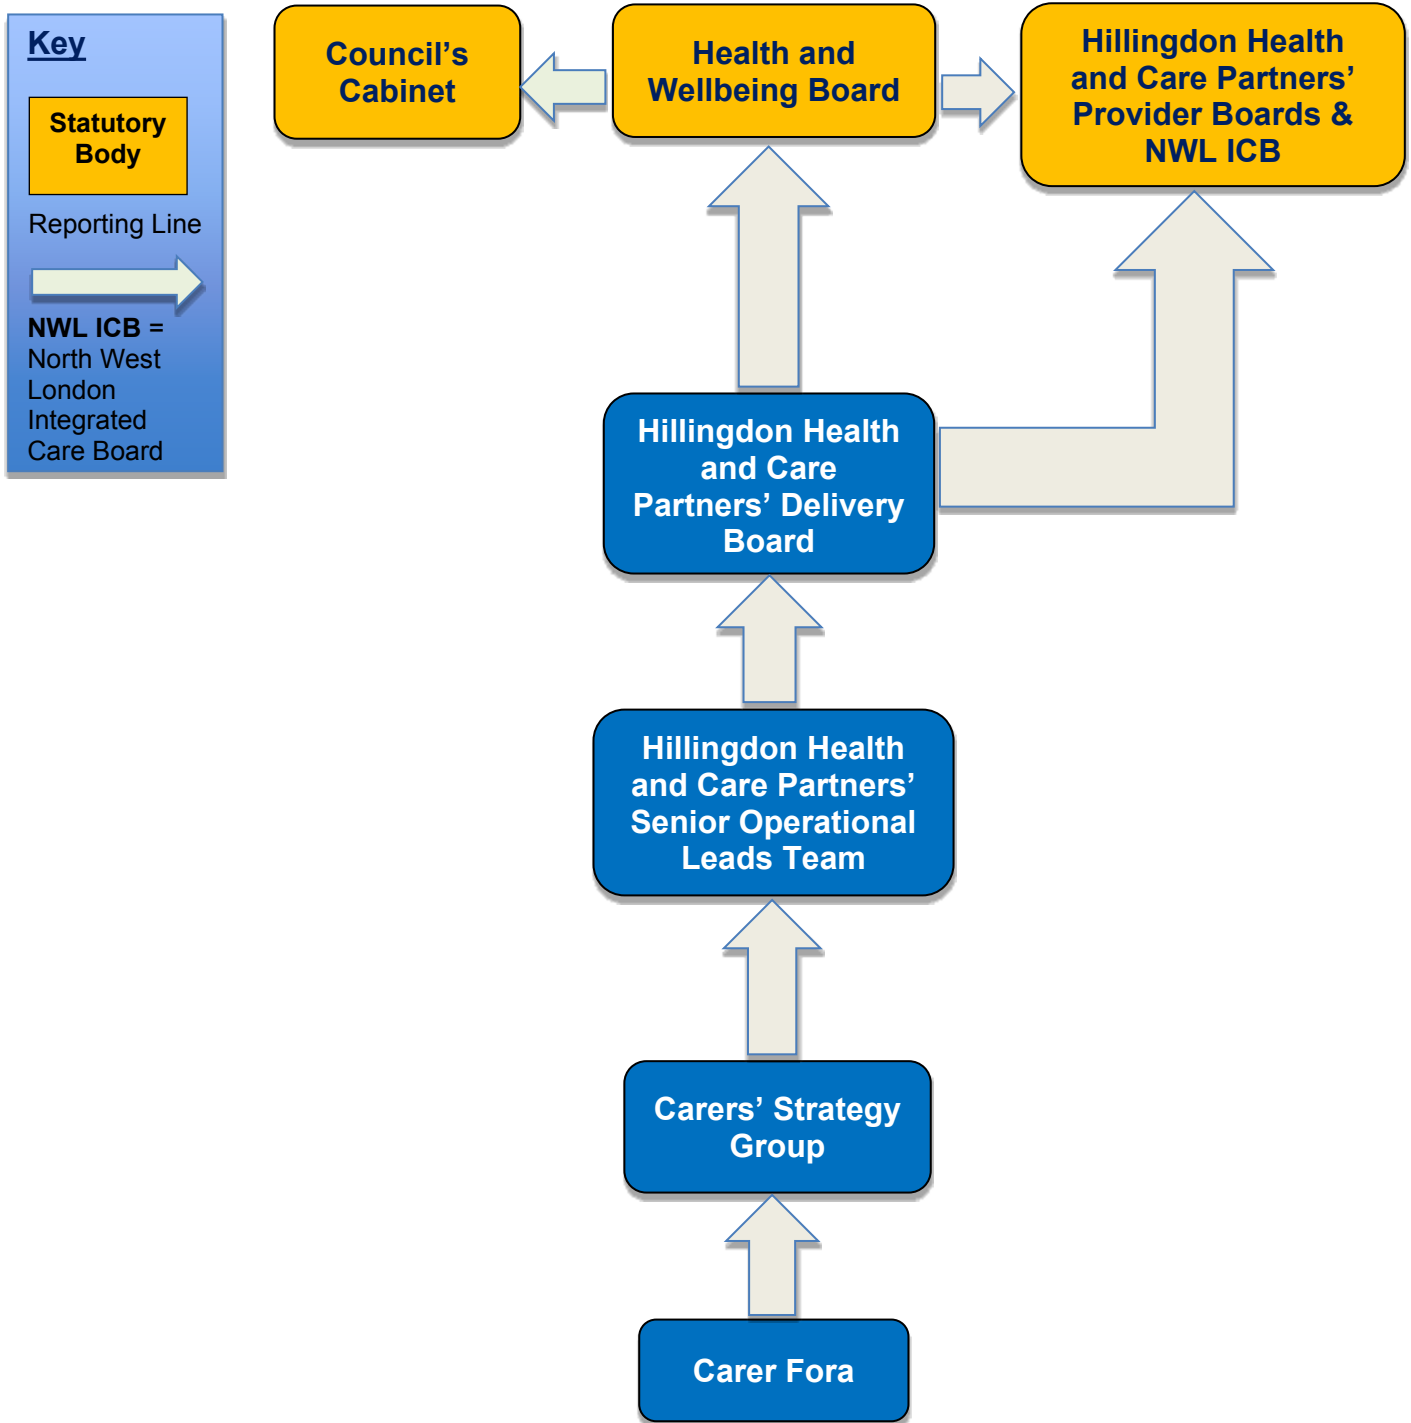 Key
Statutory
Body
Reporting Line
NWL ICB =
North West
London
Integrated
Care Board
Council’s
Cabinet
Health and
Wellbeing Board
Hillingdon Health
and Care Partners’
Provider Boards &
NWL ICB
Hillingdon Health
and Care
Partners’ Delivery
Board
Hillingdon Health
and Care Partners’
Senior Operational
Leads Team
Carers’ Strategy
Group
Carer Fora